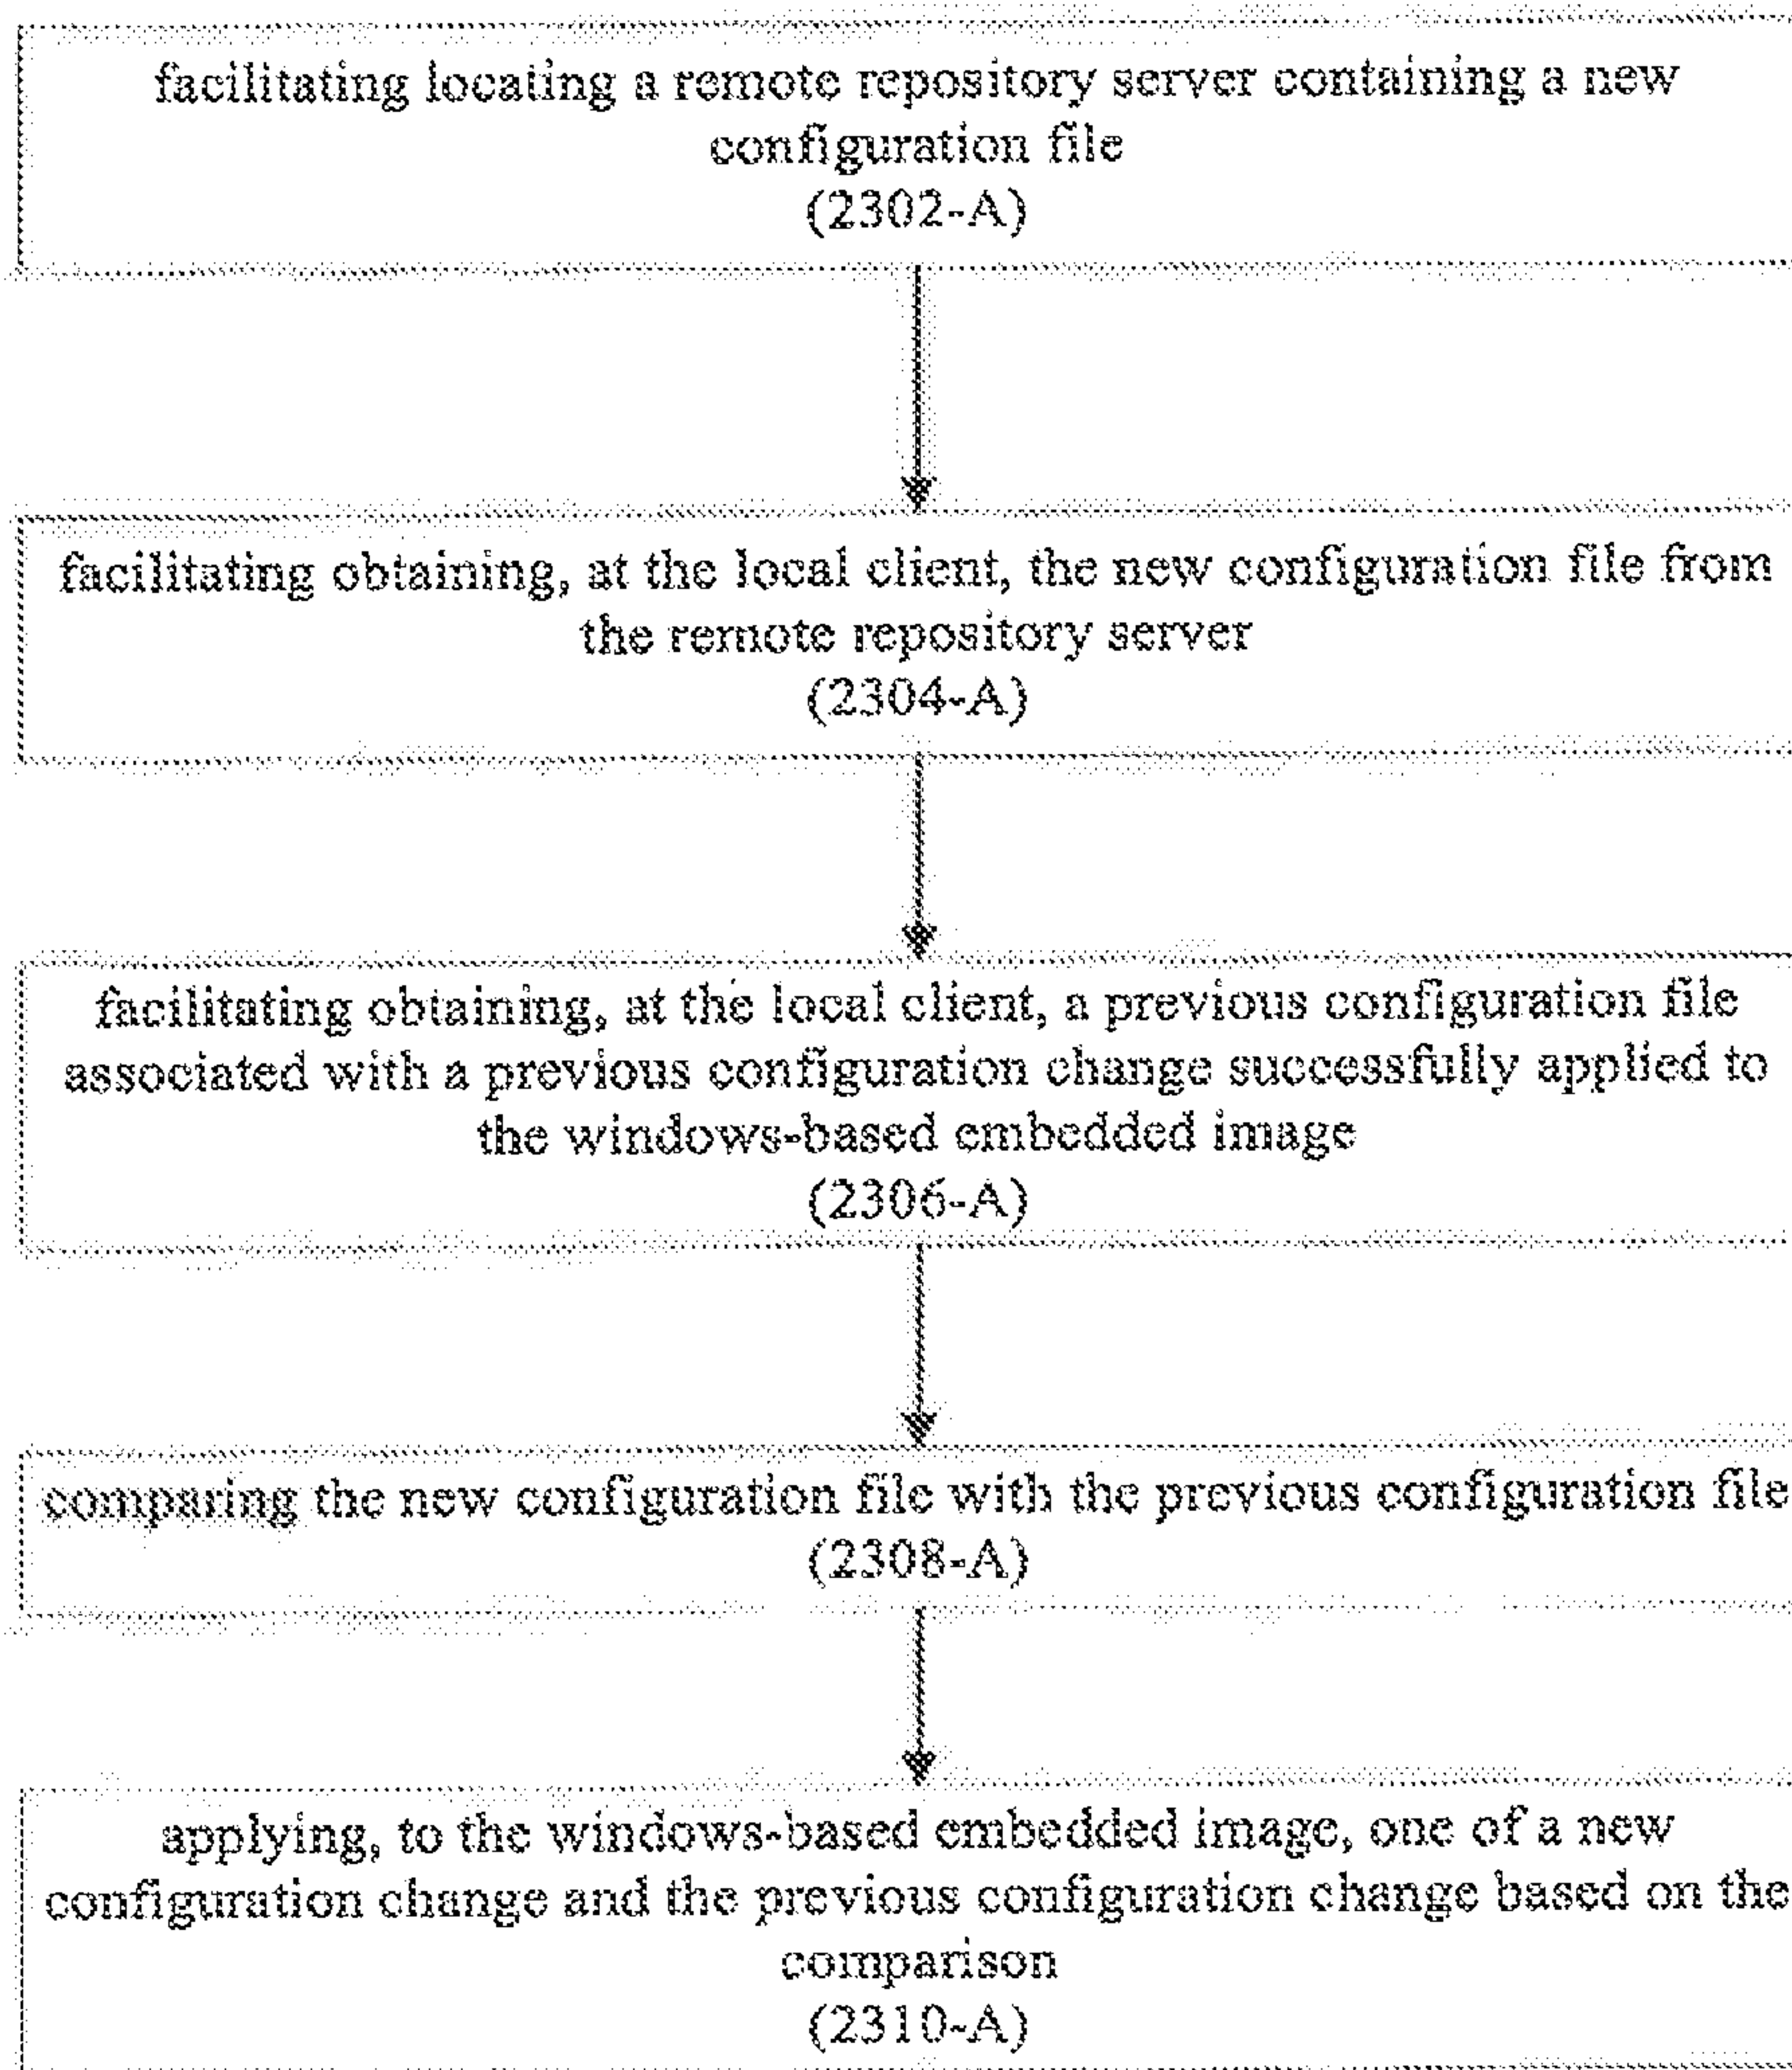 facilitating locating a remote repository server containing a new
configuration file
(2302-A)
facilitating obtaining, at the local client, the new configuration file from
the remote repository server
(2304-A)
facilitating obtaining, at the local client, a previous configuration file
associated with a previous configuration change successfully applied to
the windows-based embedded image
(2306-A)
comparing the new configuration file with the previous configuration file
(2308-A)
applying, to the windows-based embedded image, one of a new
configuration change and the previous configuration change based on the
comparison
(2310-A)